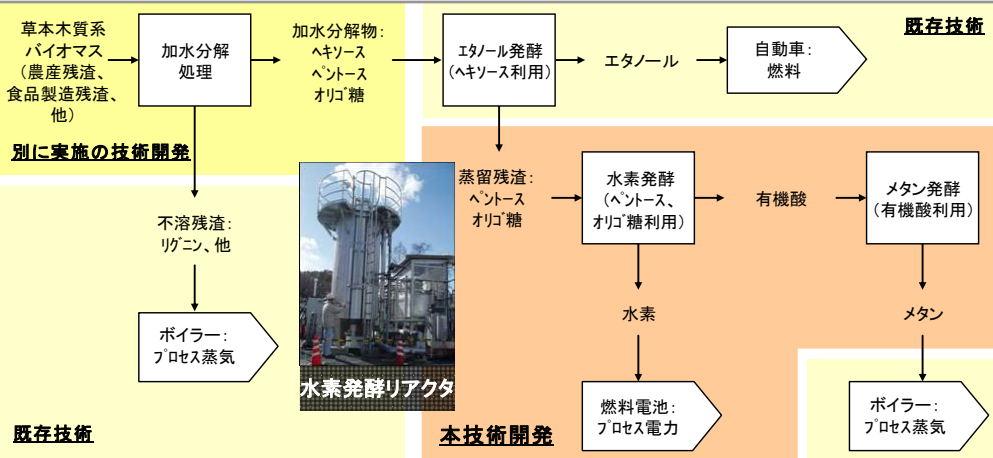 草本木質系
バイオマス
(農産残渣、
食品製造残渣、
他)
加水分解
処理
加水分解物:
ヘキソース
ペントース
オリゴ糖
エタノール発酵
(ヘキソース利用)
エタノール
自動車:
燃料
既存技術
別に実施の技術開発
不溶残渣:
リグニン、他
ボイラー:
プロセス蒸気
既存技術
水素発酵リアクタ
蒸留残渣:
ペントース
オリゴ糖
水素発酵
(ペントース、
オリゴ糖利用)
有機酸
メタン発酵
(有機酸利用)
水素
メタン
燃料電池:
プロセス電力
ボイラー:
プロセス蒸気
本技術開発